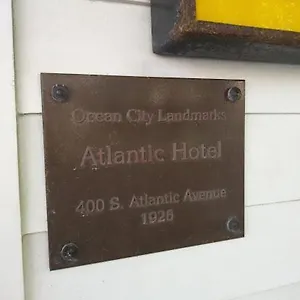 Ocean City Landmarks
Atlantic Hotel
400 S. Atlantic Avenue
1926